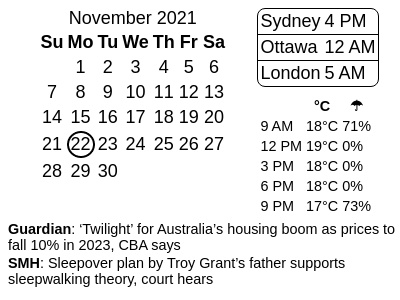 November 2021
Su Mo Tu We Th Fr Sa
1 2 3 4 5 6
7 8 9 10 11 12 13
14 15 16 17 18 19 20
21 22 23 24 25 26 27
28 29 30
Sydney 4 PM
Ottawa 12 AM
London 5 AM
°C ☂
9 AM 18°C 71%
12 PM 19°C 0%
3 PM 18°C 0%
6 PM 18°C 0%
9 PM 17°C 73%
Guardian: ‘Twilight’ for Australia’s housing boom as prices to
fall 10% in 2023, CBA says
SMH: Sleepover plan by Troy Grant’s father supports
sleepwalking theory, court hears